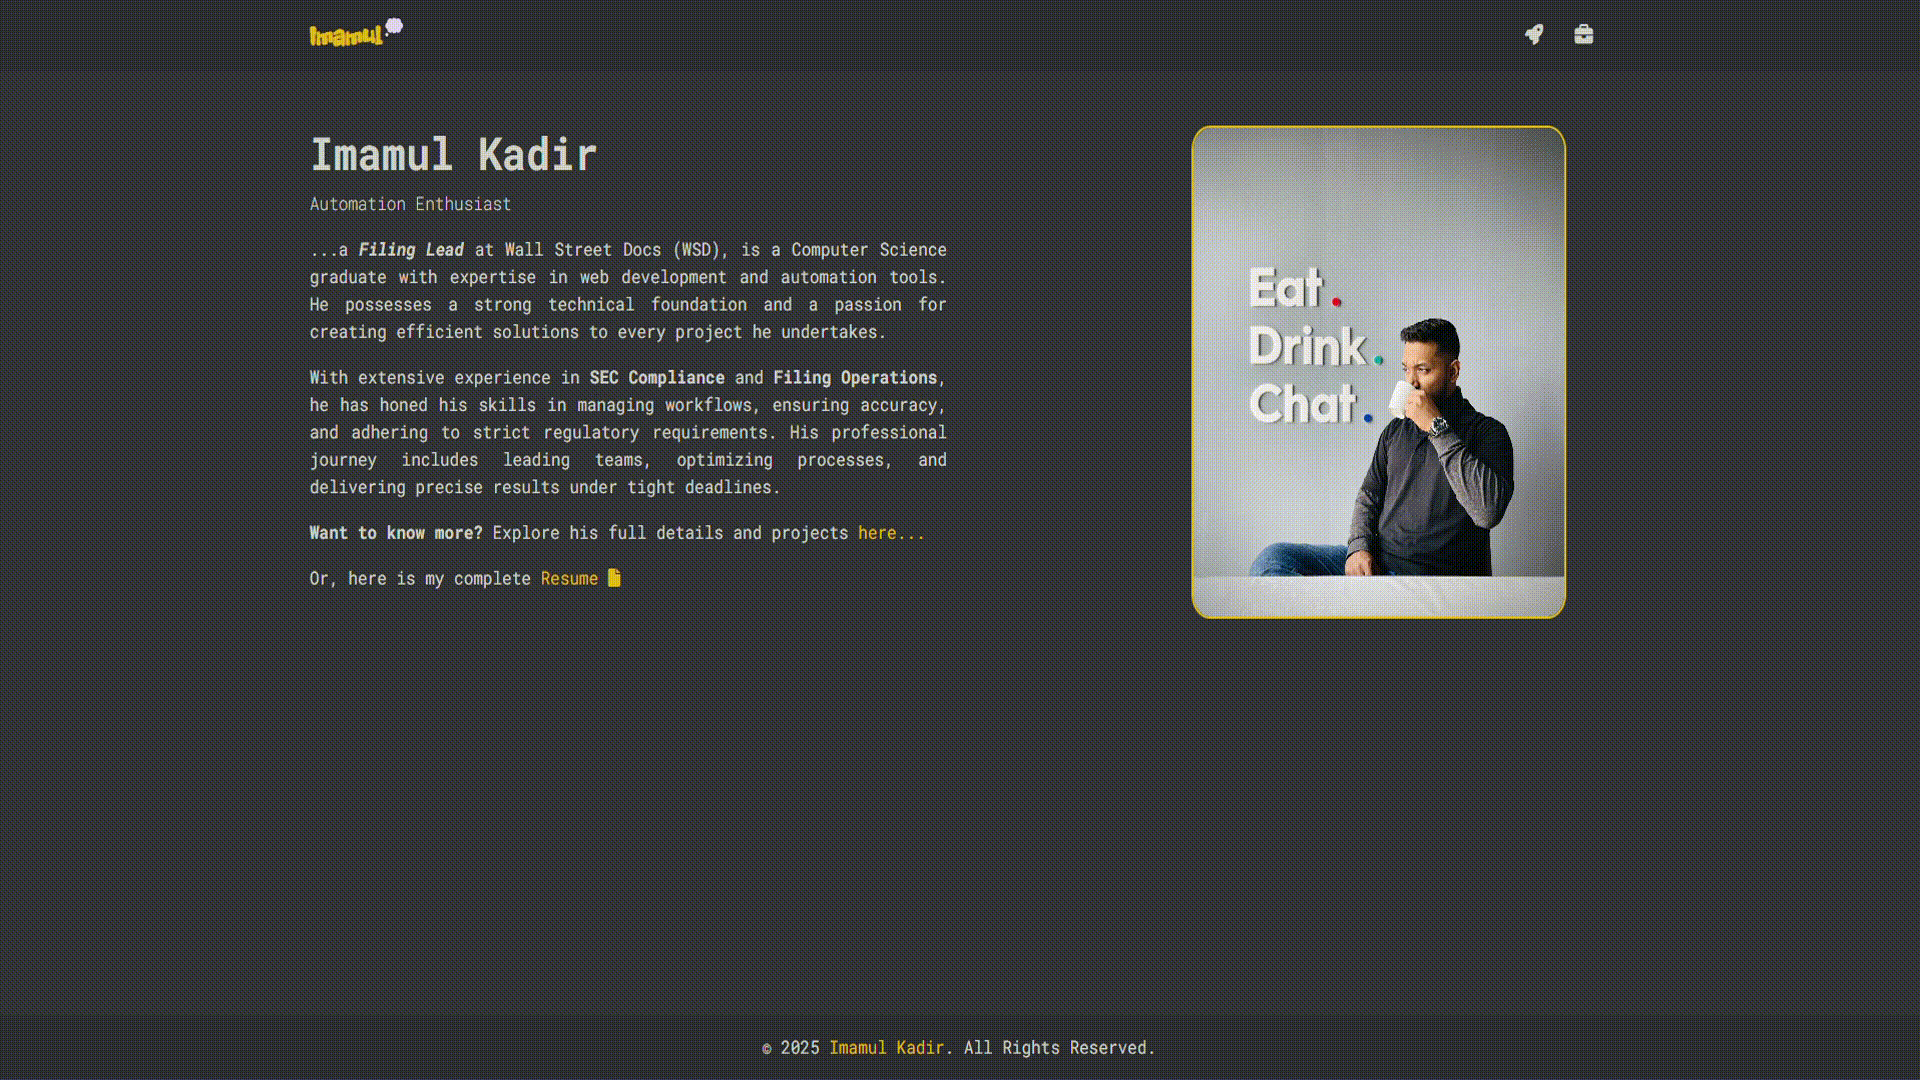 Imamul
Imamul Kadir
Automation Enthusiast
...a Filing Lead at Wall Street Docs (WSD), is a Computer Science
graduate with expertise in web development and automation tools.
He possesses a strong technical foundation and a passion for
creating efficient solutions to every project he undertakes.
With extensive experience in SEC Compliance and Filing Operations,
he has honed his skills in managing workflows, ensuring accuracy,
and adhering to strict regulatory requirements. His professional
journey includes leading teams, optimizing processes, and
delivering precise results under tight deadlines.
Want to know more? Explore his full details and projects here...
Or, here is my complete Resume
Eat.
Drink.
Chat.
© 2025 Imamul Kadir. All Rights Reserved.